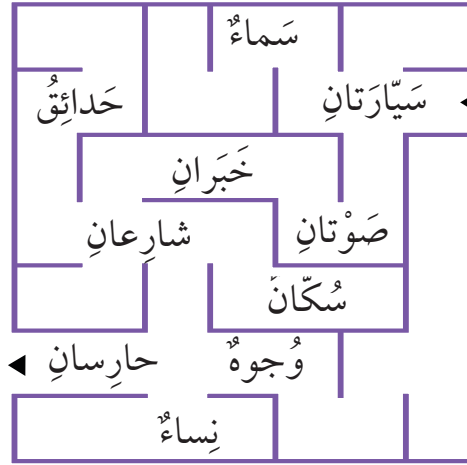 سَماءٌ
سَيّارَتانِ حَدائِقُ
خَبَرانِ
صَوْتانِ شارِعانِ
سُكّانٌ
وُجوهٌ حارِسانِ
نِساءٌ